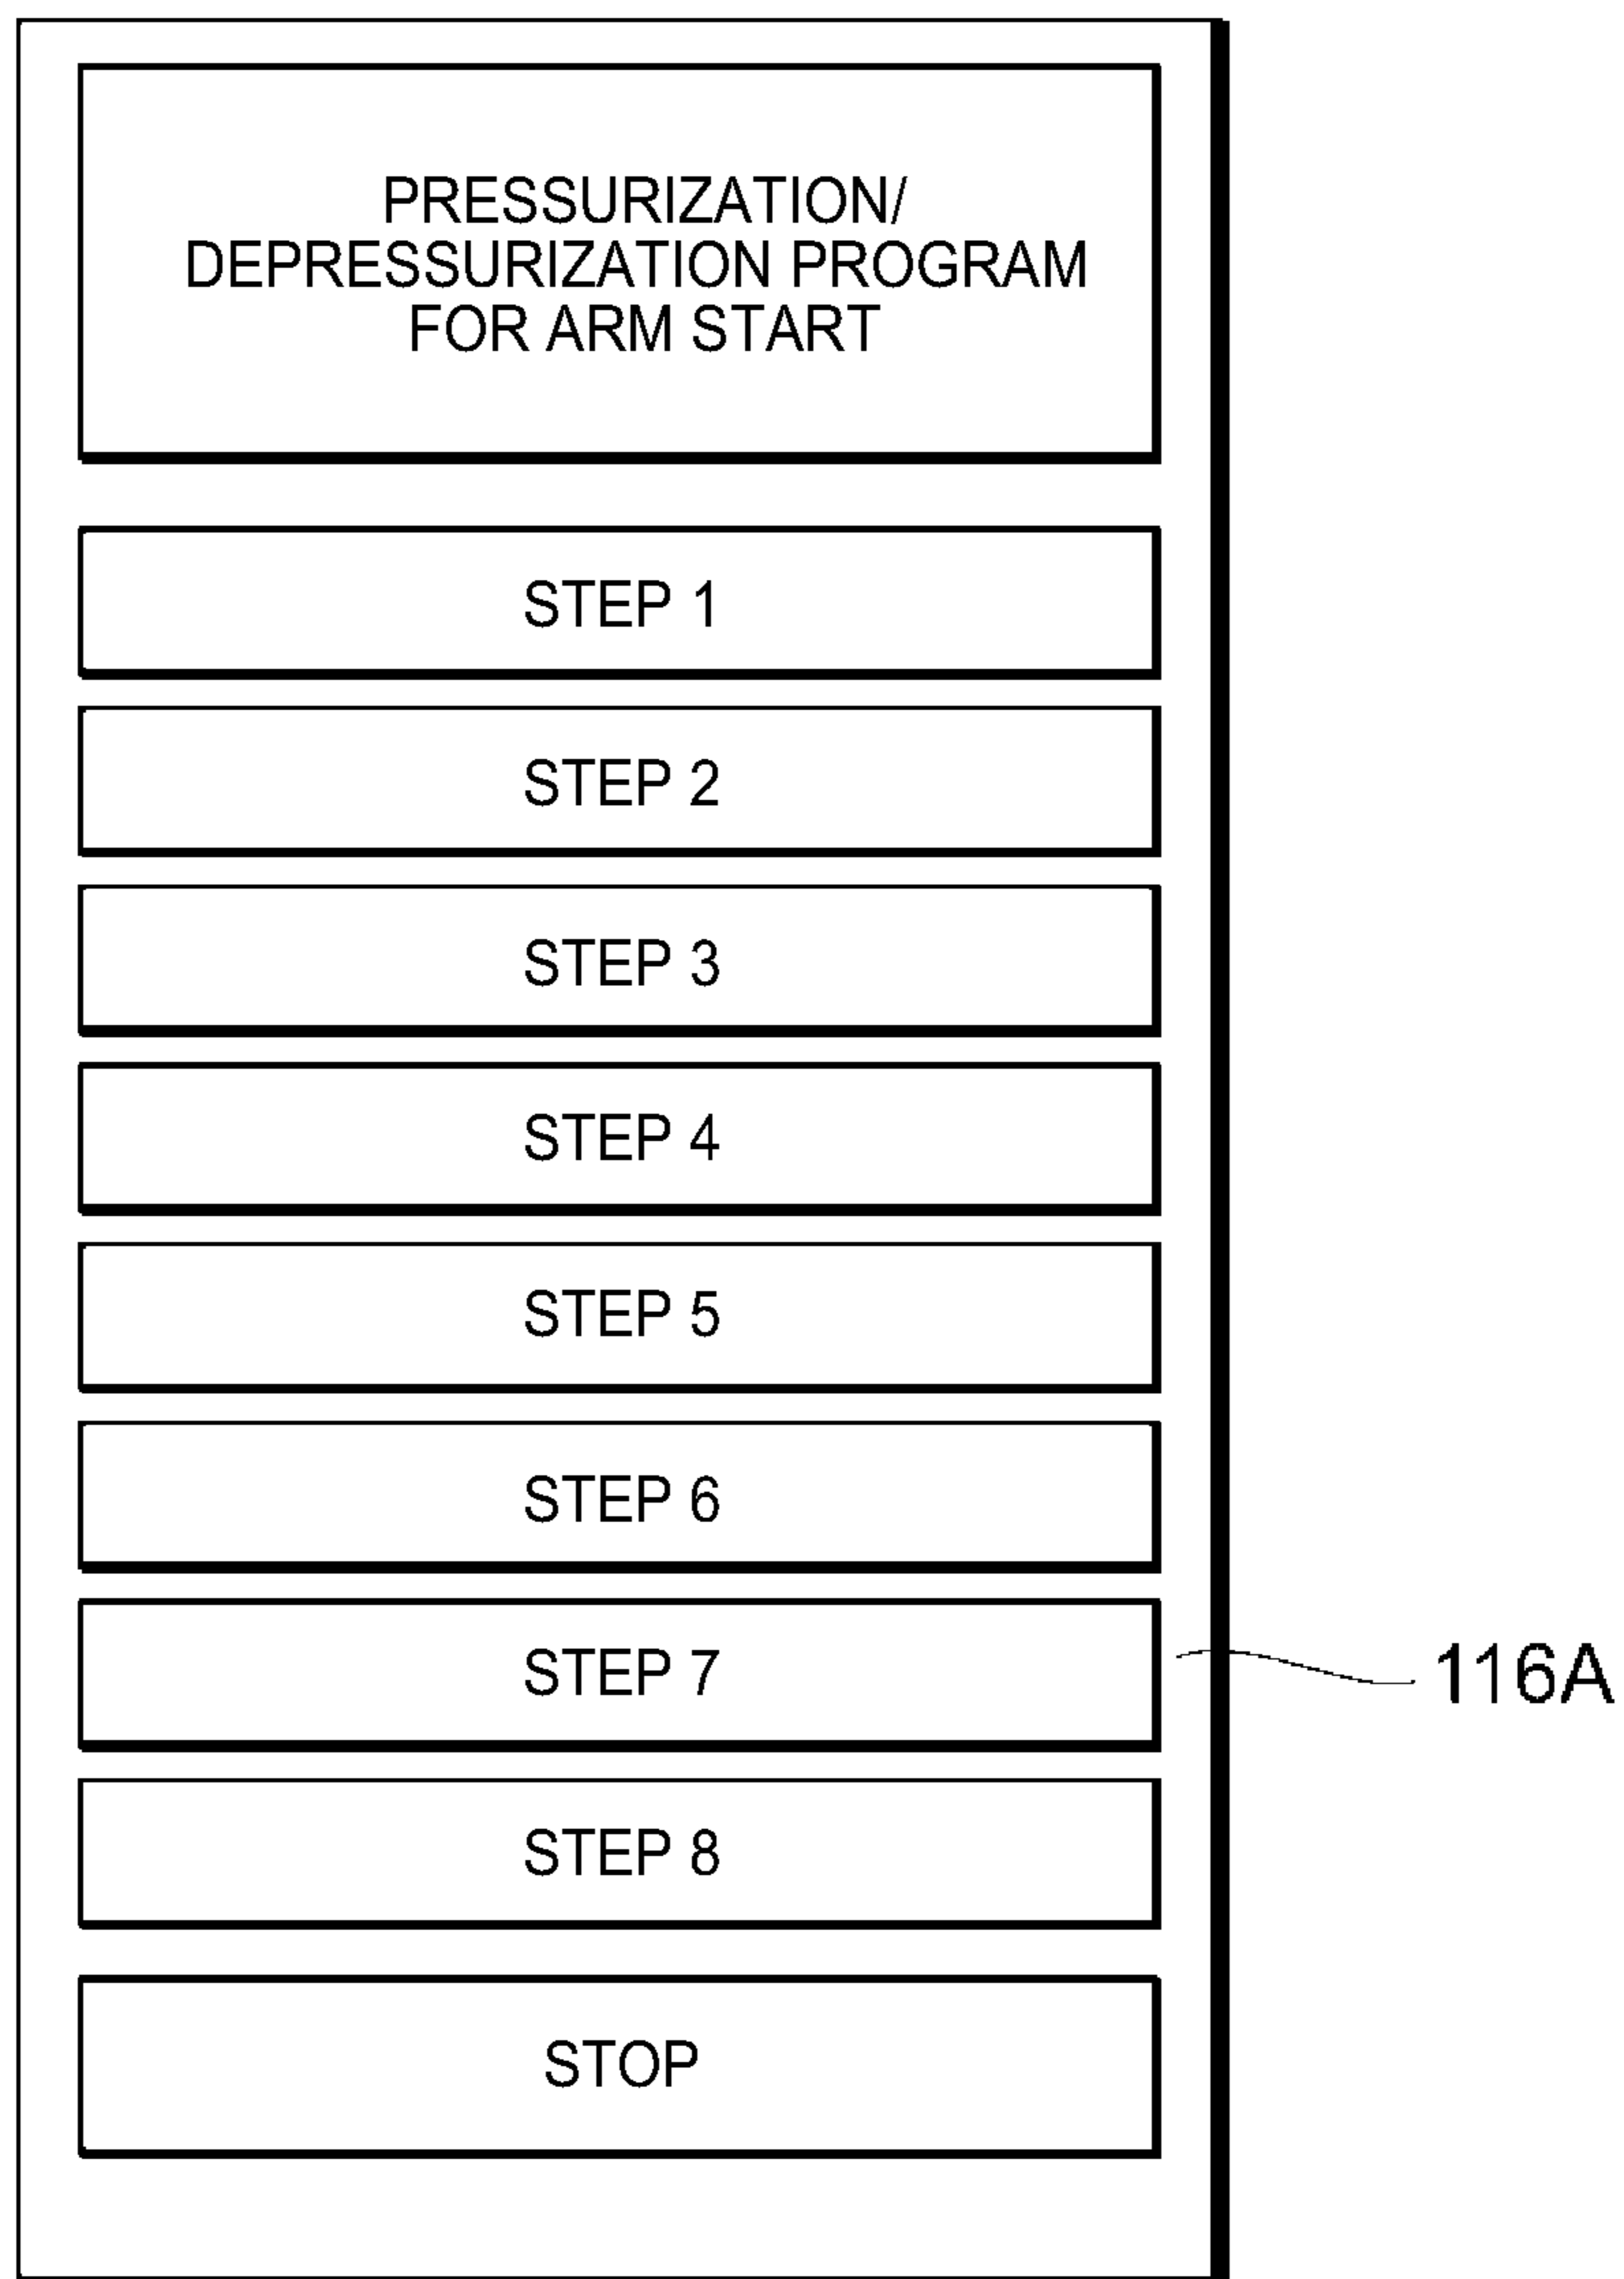 PRESSURIZATION/
DEPRESSURIZATION PROGRAM
FOR ARM START
STEP 1
STEP 2
STEP 3
STEP 4
STEP 5
STEP 6
STEP 7
116A
STEP 8
STOP